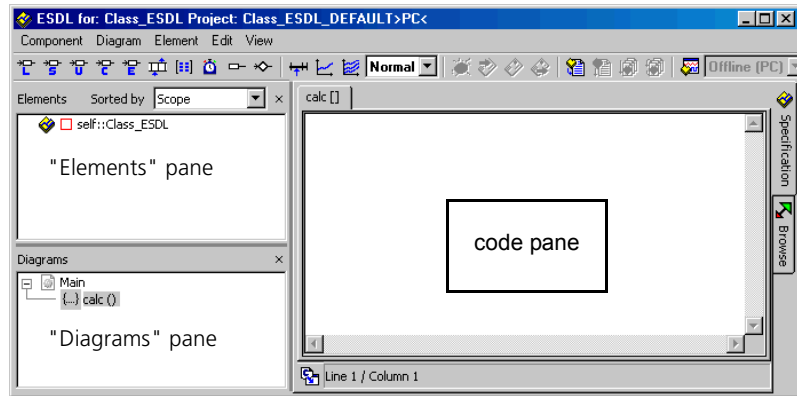 ESDL for: Class_ESDL Project: Class_ESDL_DEFAULT>PC<
Component Diagram Element Edit View
L S U C E Normal Offline (PC)
Elements Sorted by Scope
calc []
self::Class_ESDL
"Elements" pane
code pane
Specification
Browse
Diagrams
Main
{...} calc ()
"Diagrams" pane
Line 1 / Column 1